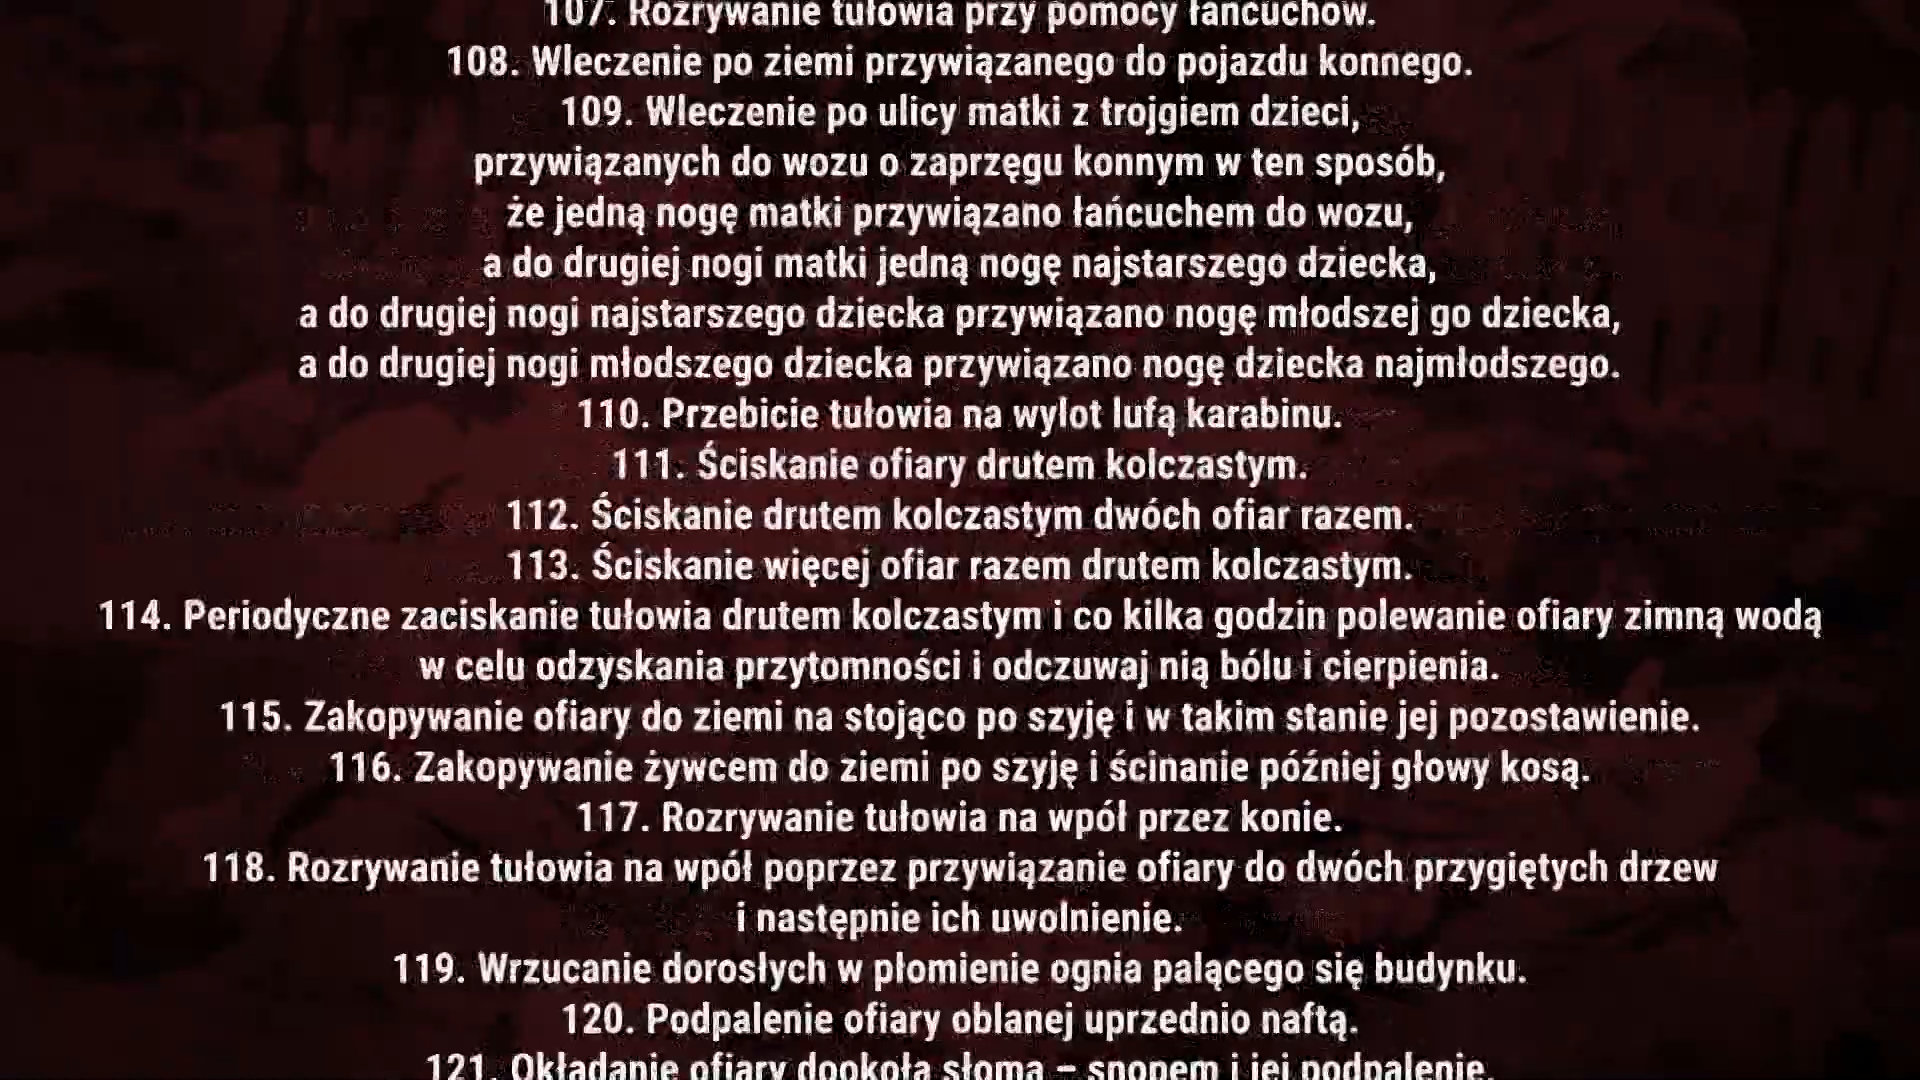 107. Rozrywanie tułowia przy pomocy łańcuchów.
108. Wleczenie po ziemi przywiązanego do pojazdu konnego.
109. Wleczenie po ulicy matki z trojgiem dzieci,
przywiązanych do wozu o zaprzęgu konnym w ten sposób,
że jedną nogę matki przywiązano łańcuchem do wozu,
a do drugiej nogi matki jedną nogę najstarszego dziecka,
a do drugiej nogi najstarszego dziecka przywiązano nogę młodszej go dziecka,
a do drugiej nogi młodszego dziecka przywiązano nogę dziecka najmłodszego.
110. Przebicie tułowia na wylot lufą karabinu.
111. Ściskanie ofiary drutem kolczastym.
112. Ściskanie drutem kolczastym dwóch ofiar razem.
113. Ściskanie więcej ofiar razem drutem kolczastym.
114. Periodyczne zaciskanie tułowia drutem kolczastym i co kilka godzin polewanie ofiary zimną wodą
w celu odzyskania przytomności i odczuwaj nią bólu i cierpienia.
115. Zakopywanie ofiary do ziemi na stojąco po szyję i w takim stanie jej pozostawienie.
116. Zakopywanie żywcem do ziemi po szyję i ścinanie później głowy kosą.
117. Rozrywanie tułowia na wpół przez konie.
118. Rozrywanie tułowia na wpół poprzez przywiązanie ofiary do dwóch przygiętych drzew
i następnie ich uwolnienie.
119. Wrzucanie dorosłych w płomienie ognia palącego się budynku.
120. Podpalenie ofiary oblanej uprzednio naftą.
121. Okładanie ofiary dookoła słomą – snopem i jej podpalenie.